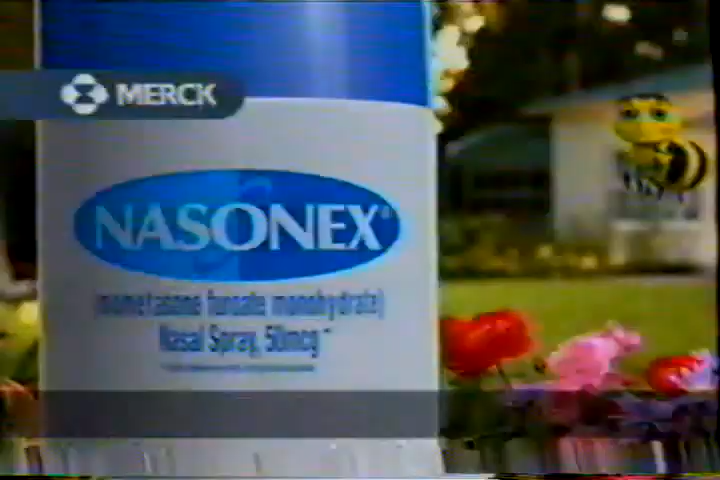 MERCK
NASONEX®
(mometasone furoate monohydrate)
Nasal Spray, 50mcg